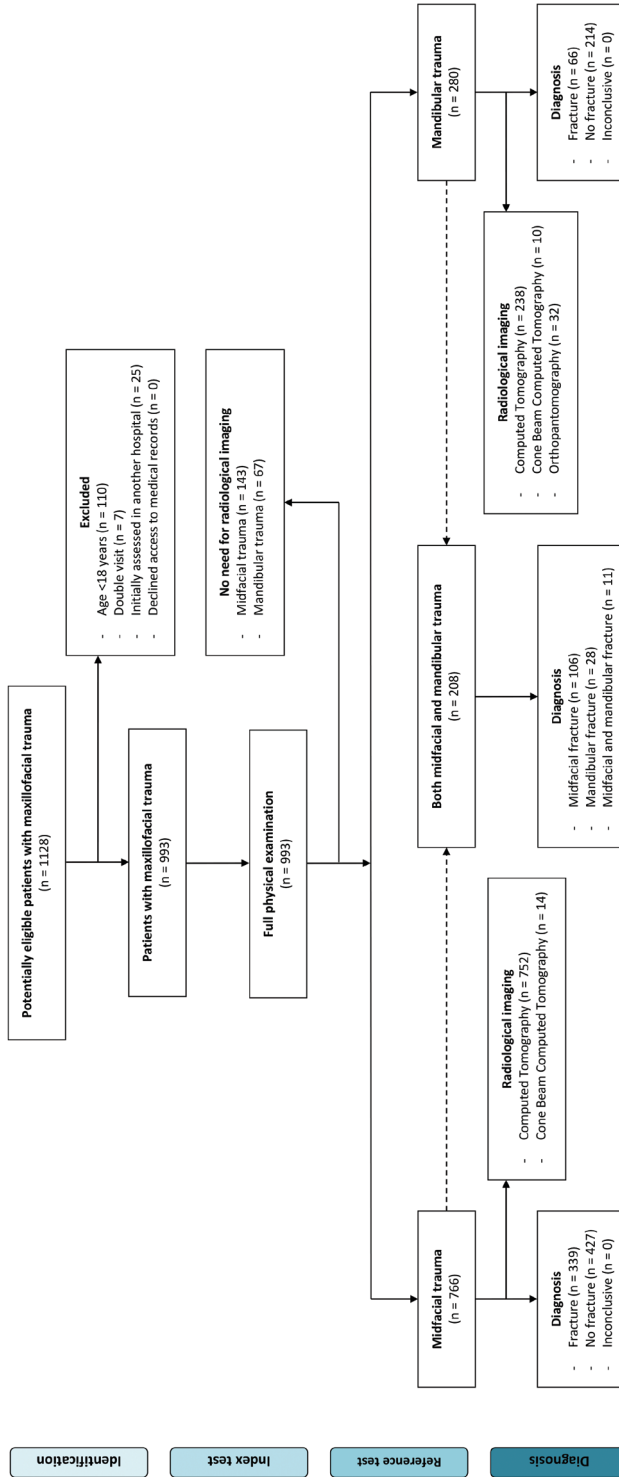 Identification
Index test
Reference test
Diagnosis
Potentially eligible patients with maxillofacial trauma
(n = 1128)
Excluded
- Age <18 years (n = 110)
- Double visit (n = 7)
- Initially assessed in another hospital (n = 25)
- Declined access to medical records (n = 0)
Patients with maxillofacial trauma
(n = 993)
Full physical examination
(n = 993)
No need for radiological imaging
- Midfacial trauma (n = 143)
- Mandibular trauma (n = 67)
Midfacial trauma
(n = 766)
Both midfacial and mandibular trauma
(n = 208)
Mandibular trauma
(n = 280)
Radiological imaging
- Computed Tomography (n = 752)
- Cone Beam Computed Tomography (n = 14)
Radiological imaging
- Computed Tomography (n = 238)
- Cone Beam Computed Tomography (n = 10)
- Orthopantomography (n = 32)
Diagnosis
- Fracture (n = 339)
- No fracture (n = 427)
- Inconclusive (n = 0)
Diagnosis
- Midfacial fracture (n = 106)
- Mandibular fracture (n = 28)
- Midfacial and mandibular fracture (n = 11)
Diagnosis
- Fracture (n = 66)
- No fracture (n = 214)
- Inconclusive (n = 0)